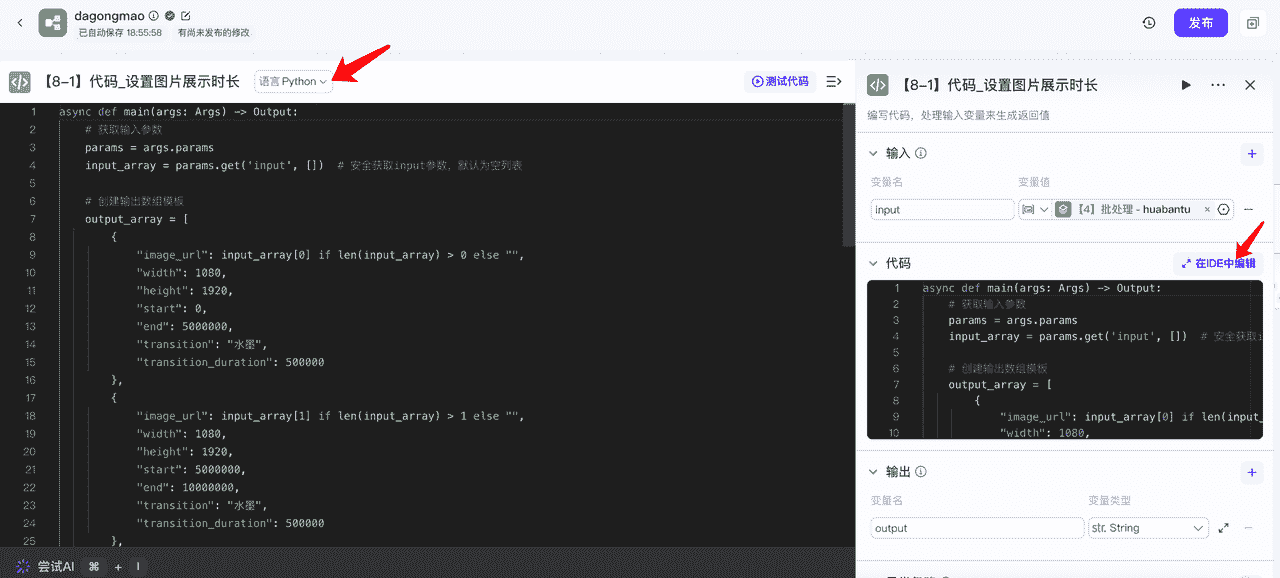 dagongmao
已自动保存 18:55:58 有尚未发布的修改
发布
【8-1】代码_设置图片展示时长 语言 Python 测试代码
1 async def main(args: Args) -> Output:
2 # 获取输入参数
3 params = args.params
4 input_array = params.get('input', []) # 安全获取input参数，默认为空列表
5
6 # 创建输出数组模板
7 output_array = [
8 {
9 "image_url": input_array[0] if len(input_array) > 0 else "",
10 "width": 1080,
11 "height": 1920,
12 "start": 0,
13 "end": 5000000,
14 "transition": "水墨",
15 "transition_duration": 500000
16 },
17 {
18 "image_url": input_array[1] if len(input_array) > 1 else "",
19 "width": 1080,
20 "height": 1920,
21 "start": 5000000,
22 "end": 10000000,
23 "transition": "水墨",
24 "transition_duration": 500000
25 },
尝试AI ⌘ + I
【8-1】代码_设置图片展示时长
编写代码，处理输入变量来生成返回值
输入
变量名 变量值
input 【4】批处理 - huabantu
代码 在IDE中编辑
1 async def main(args: Args) -> Output:
2 # 获取输入参数
3 params = args.params
4 input_array = params.get('input', []) # 安全获取
5
6 # 创建输出数组模板
7 output_array = [
8 {
9 "image_url": input_array[0] if len(input_
10 "width": 1080,
输出
变量名 变量类型
output str. String